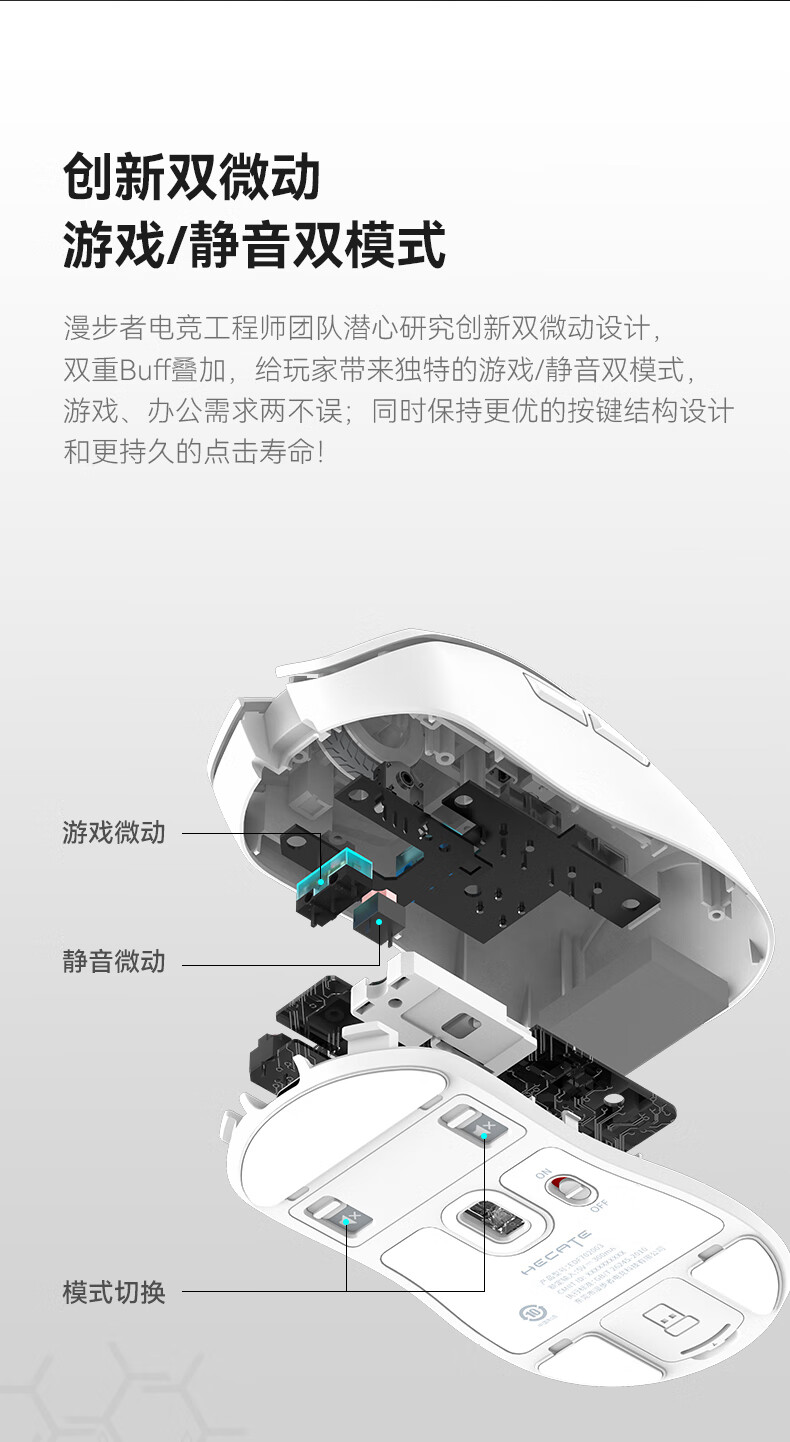 创新双微动
游戏/静音双模式
漫步者电竞工程师团队潜心研究创新双微动设计，
双重Buff叠加，给玩家带来独特的游戏/静音双模式，
游戏、办公需求两不误；同时保持更优的按键结构设计
和更持久的点击寿命！
游戏微动
静音微动
模式切换
ON
OFF
HECATE
10